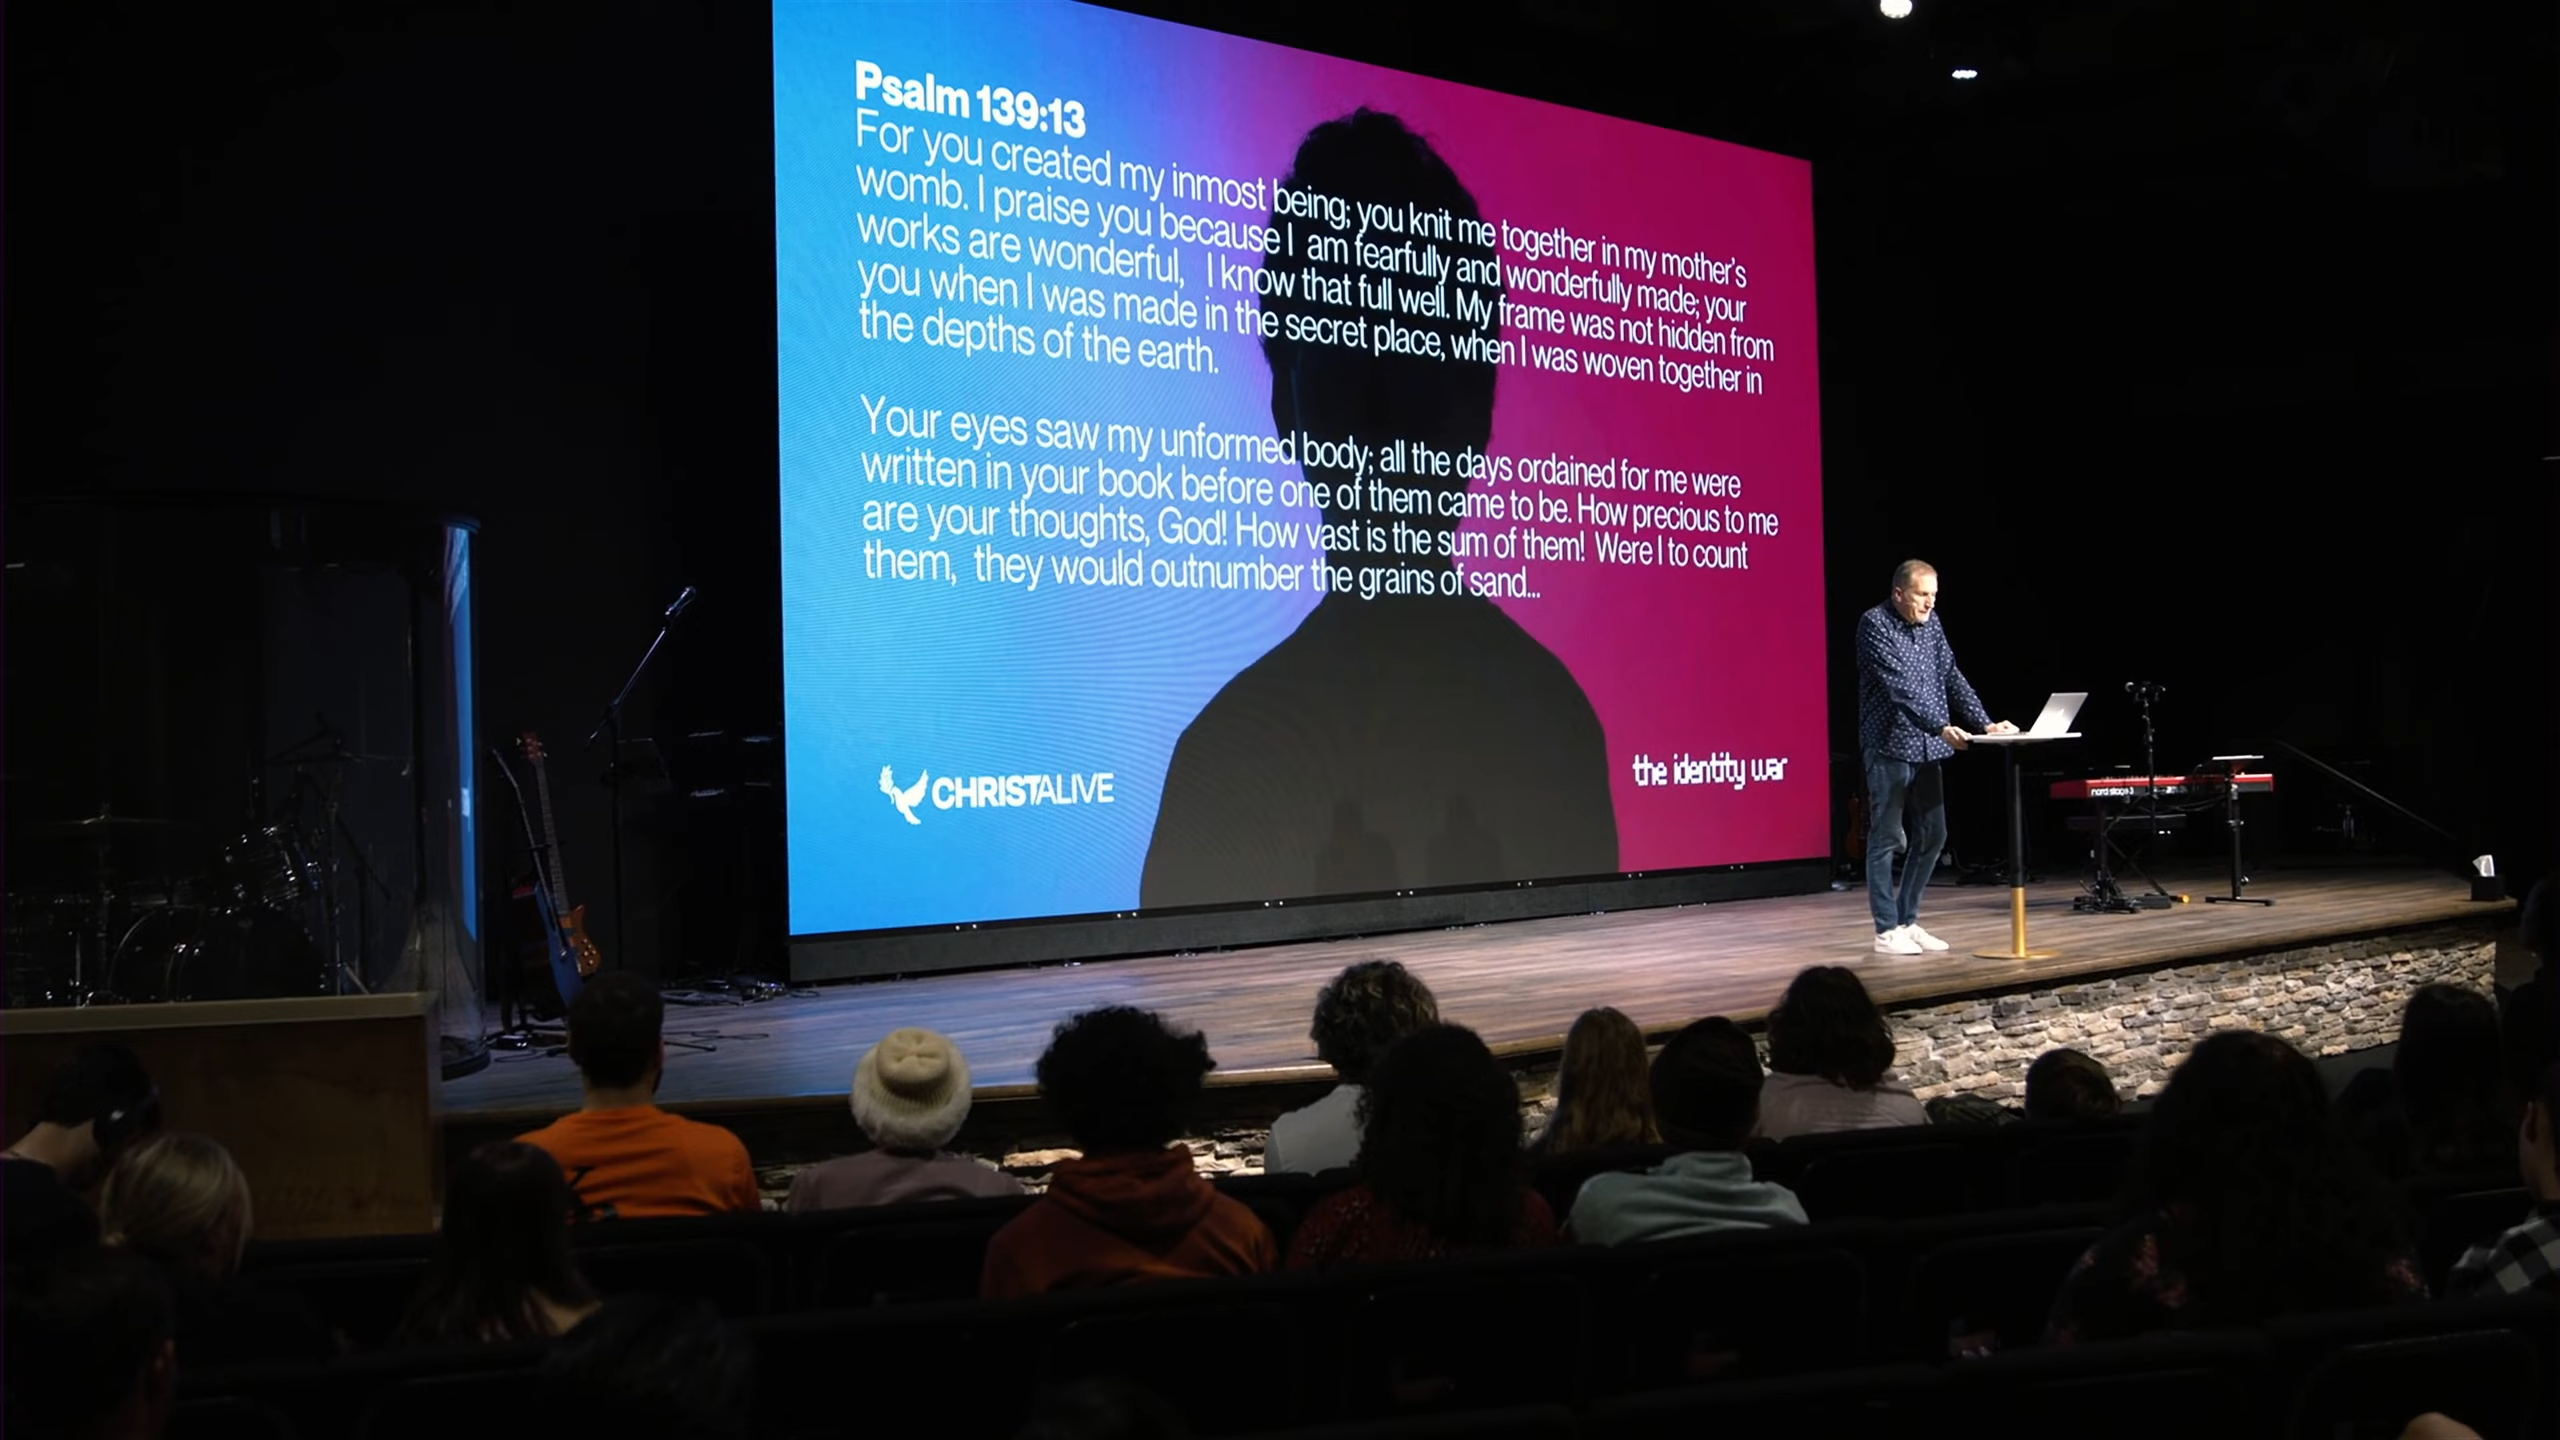 Psalm 139:13
For you created my inmost being; you knit me together in my mother's
womb. I praise you because I am fearfully and wonderfully made; your
works are wonderful, I know that full well. My frame was not hidden from
you when I was made in the secret place, when I was woven together in
the depths of the earth.
Your eyes saw my unformed body; all the days ordained for me were
written in your book before one of them came to be. How precious to me
are your thoughts, God! How vast is the sum of them! Were I to count
them, they would outnumber the grains of sand...
CHRISTALIVE
the identity war
nord stage 3